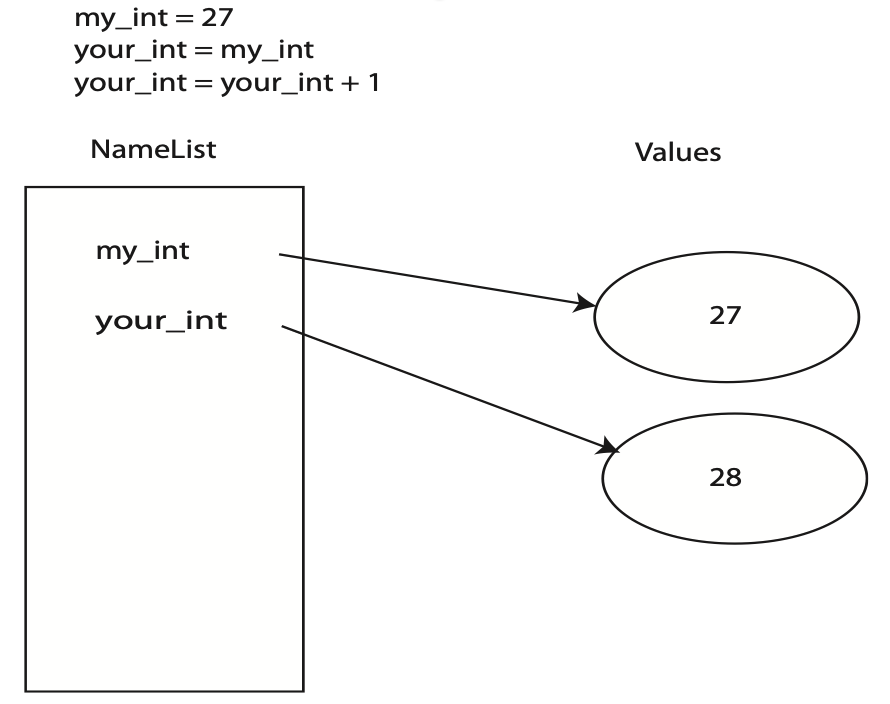 my_int = 27
your_int = my_int
your_int = your_int + 1
NameList
Values
my_int
27
your_int
28